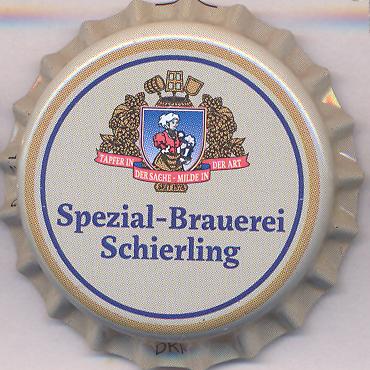 TAPFER IN DER SACHE - MILDE IN DER ART
Spezial-Brauerei
Schierling